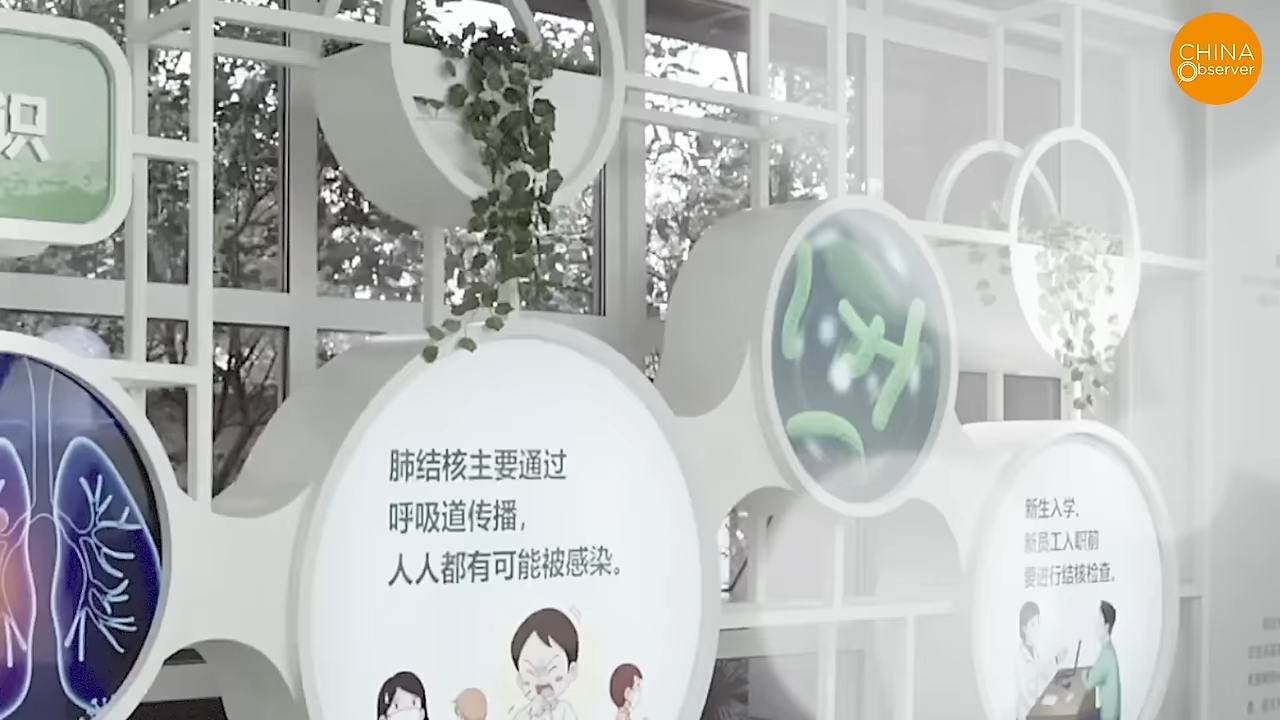 CHINA
Observer
识
肺结核主要通过
呼吸道传播,
人人都有可能被感染。
新生入学、
新员工入职前
要进行结核检查。